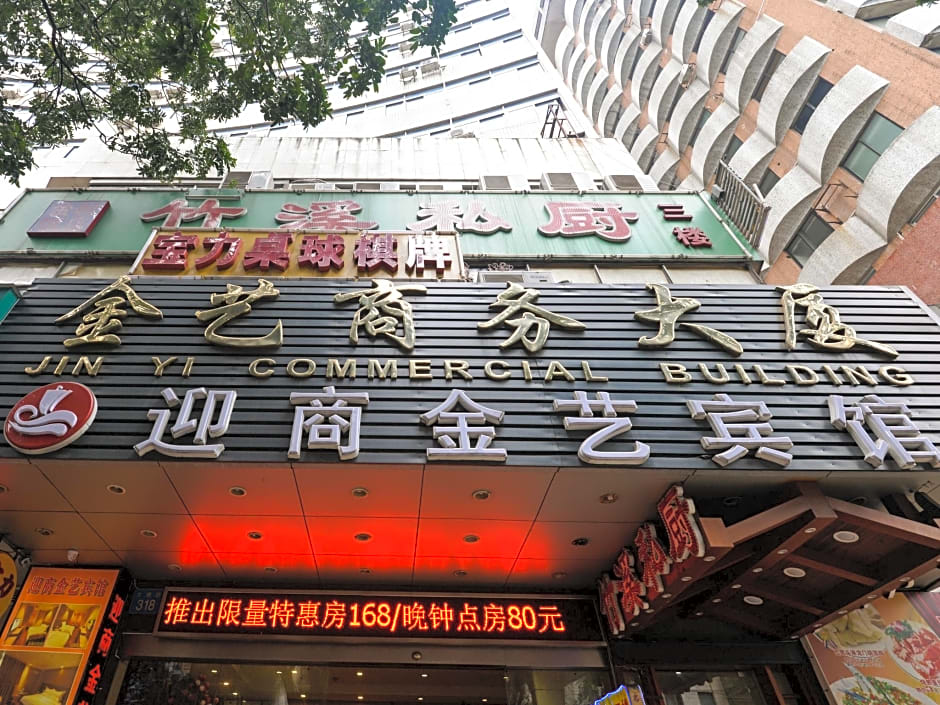 竹溪私厨 三楼
宝力桌球棋牌
金艺商务大厦
JIN YI COMMERCIAL BUILDING
迎商金艺宾馆
318
推出限量特惠房168/晚钟点房80元
迎商金艺宾馆